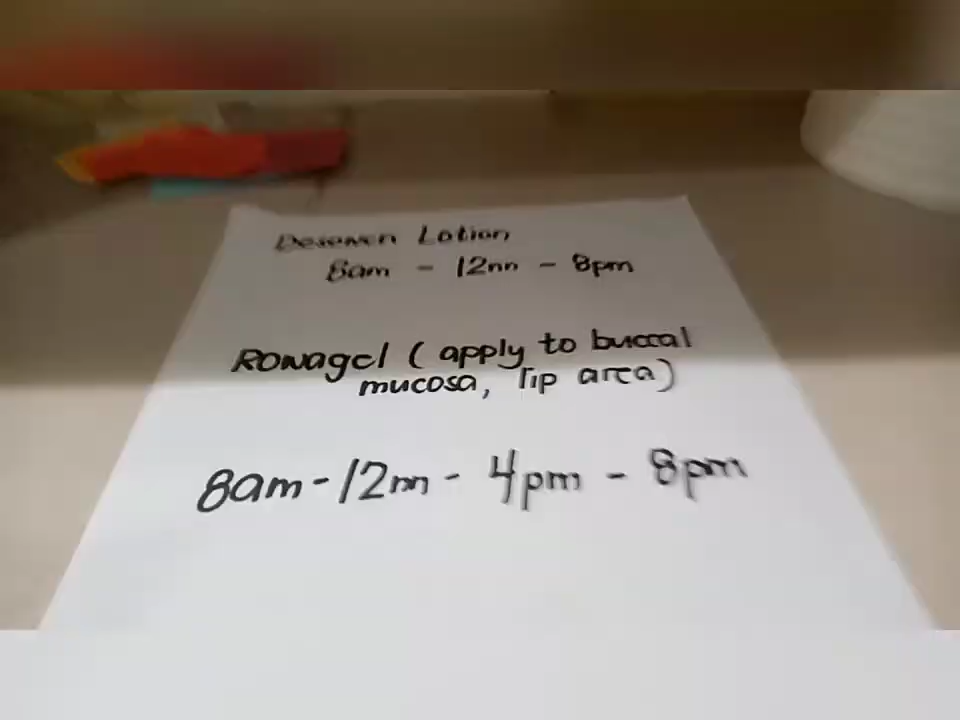 Desowen Lotion
8am - 12nn - 8pm
Rowagel (apply to buccal
mucosa, lip area)
8am-12nn - 4pm - 8pm